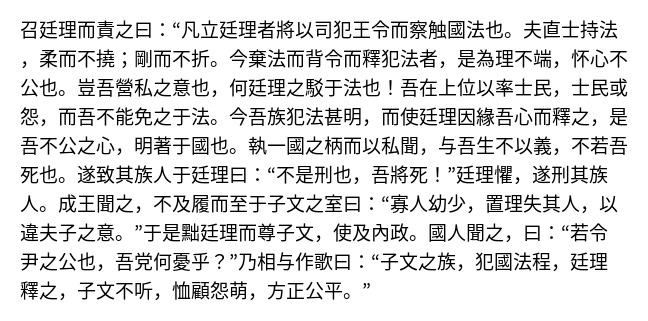 召廷理而責之曰：“凡立廷理者將以司犯王令而察触國法也。夫直士持法
，柔而不撓；剛而不折。今棄法而背令而釋犯法者，是為理不端，怀心不
公也。豈吾營私之意也，何廷理之駁于法也！吾在上位以率士民，士民或
怨，而吾不能免之于法。今吾族犯法甚明，而使廷理因緣吾心而釋之，是
吾不公之心，明著于國也。執一國之柄而以私聞，与吾生不以義，不若吾
死也。遂致其族人于廷理曰：“不是刑也，吾將死！”廷理懼，遂刑其族
人。成王聞之，不及履而至于子文之室曰：“寡人幼少，置理失其人，以
違夫子之意。”于是黜廷理而尊子文，使及內政。國人聞之，曰：“若令
尹之公也，吾党何憂乎？”乃相与作歌曰：“子文之族，犯國法程，廷理
釋之，子文不听，恤顧怨萌，方正公平。”